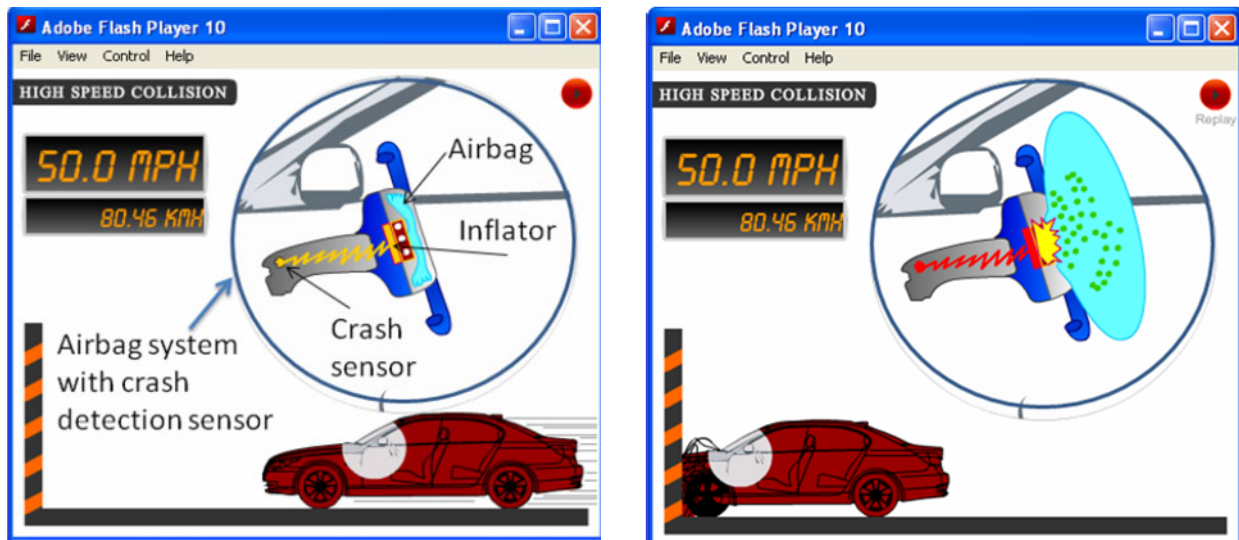 Adobe Flash Player 10
File View Control Help
HIGH SPEED COLLISION
50.0 MPH
80.46 KMH
Airbag
Inflator
Crash
sensor
Airbag system
with crash
detection sensor
Adobe Flash Player 10
File View Control Help
HIGH SPEED COLLISION
Replay
50.0 MPH
80.46 KMH